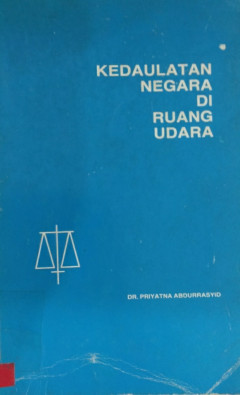 KEDAULATAN
NEGARA
DI
RUANG
UDARA
DR. PRIYATNA ABDURRASYID